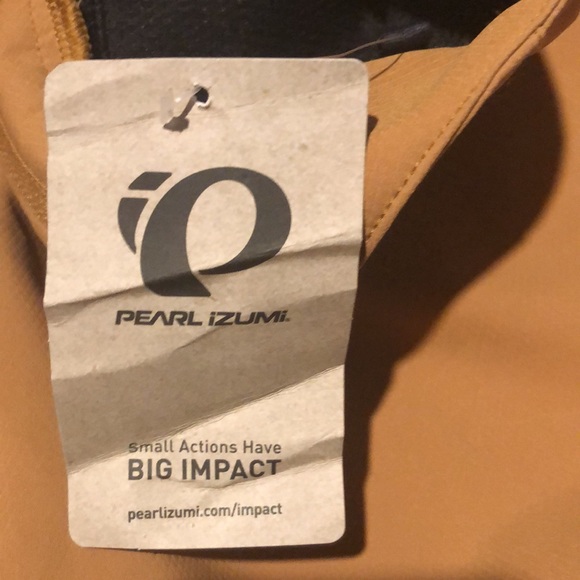 PEARL iZUMi
Small Actions Have
BIG IMPACT
pearlizumi.com/impact